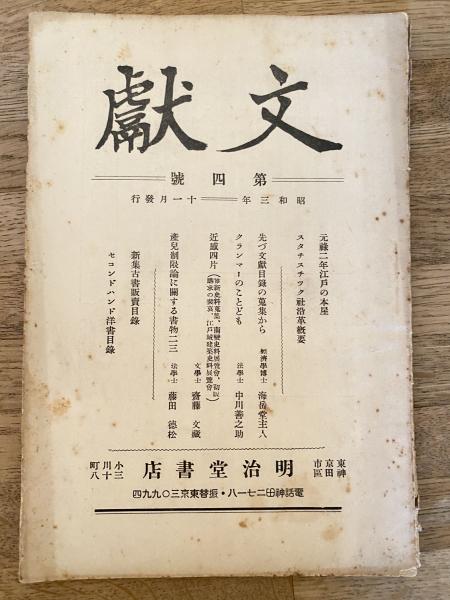 文獻
第四號
昭和三年十一月發行
元祿二年江戸の本屋
スタチスチツク社沿革概要
先づ文獻目錄の蒐集から 經濟學博士 海岳堂主人
クランマーのことども 法學士 中川善之助
近感四片 文學士 齋藤文藏
產兒制限論に關する書物二三 法學士 藤田德松
新集古書販賣目錄
セコンドハンド洋書目錄
東京市
神田區
明治堂書店
小川町
三十八
電話神田二七一八・振替東京三〇九九四